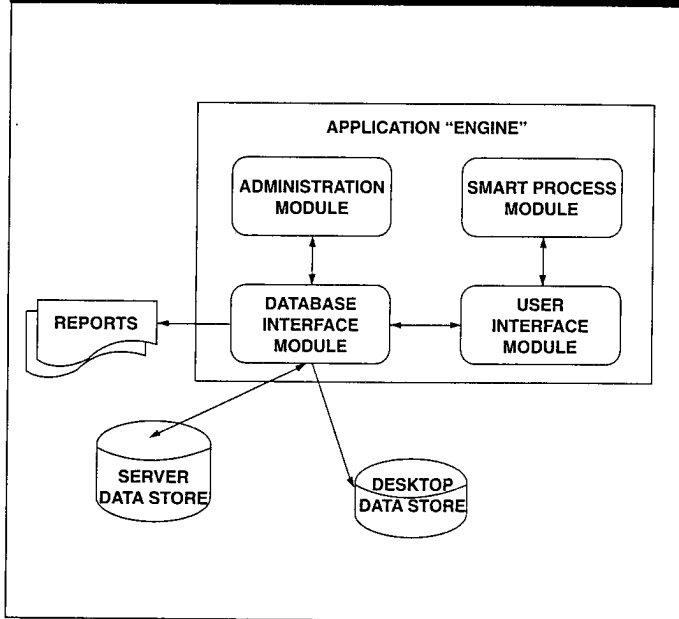 APPLICATION “ENGINE”
ADMINISTRATION
MODULE
SMART PROCESS
MODULE
REPORTS
DATABASE
INTERFACE
MODULE
USER
INTERFACE
MODULE
SERVER
DATA STORE
DESKTOP
DATA STORE